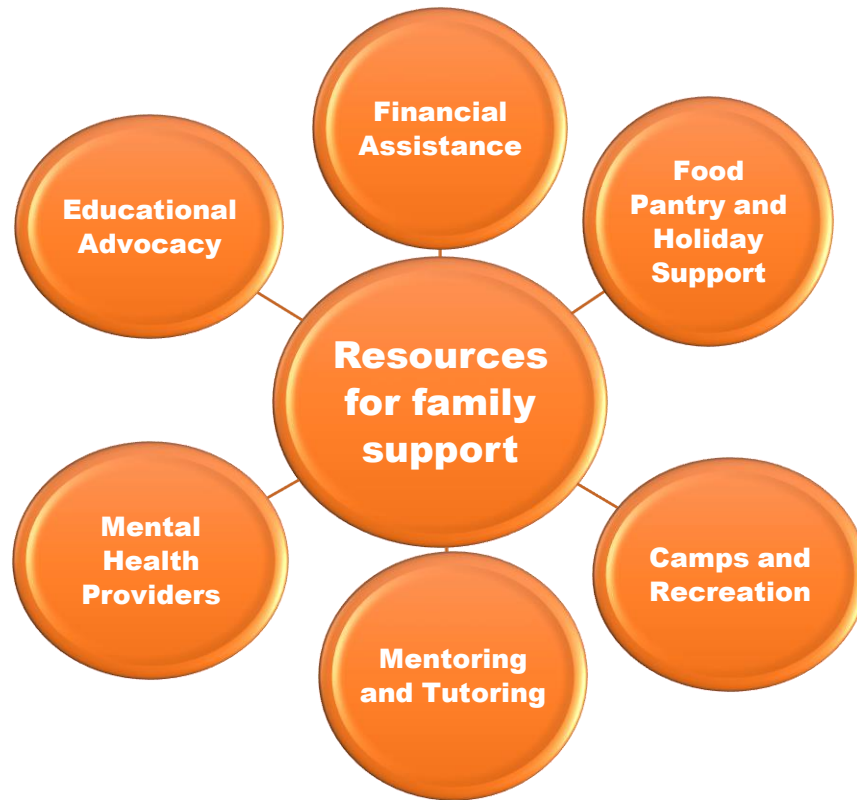 Financial
Assistance
Food
Pantry and
Holiday
Support
Camps and
Recreation
Mentoring
and Tutoring
Mental
Health
Providers
Educational
Advocacy
Resources
for family
support